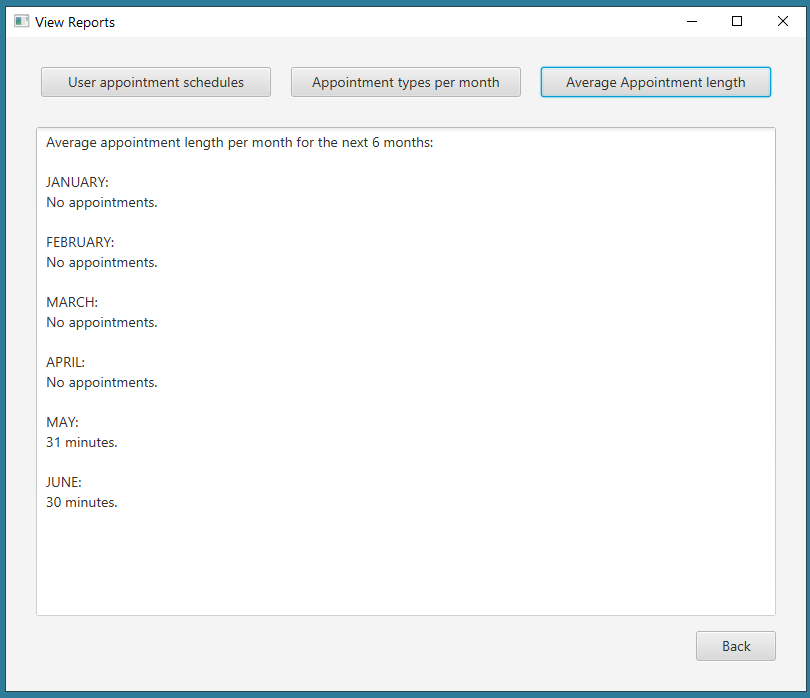 View Reports
User appointment schedules
Appointment types per month
Average Appointment length
Average appointment length per month for the next 6 months:
JANUARY:
No appointments.
FEBRUARY:
No appointments.
MARCH:
No appointments.
APRIL:
No appointments.
MAY:
31 minutes.
JUNE:
30 minutes.
Back